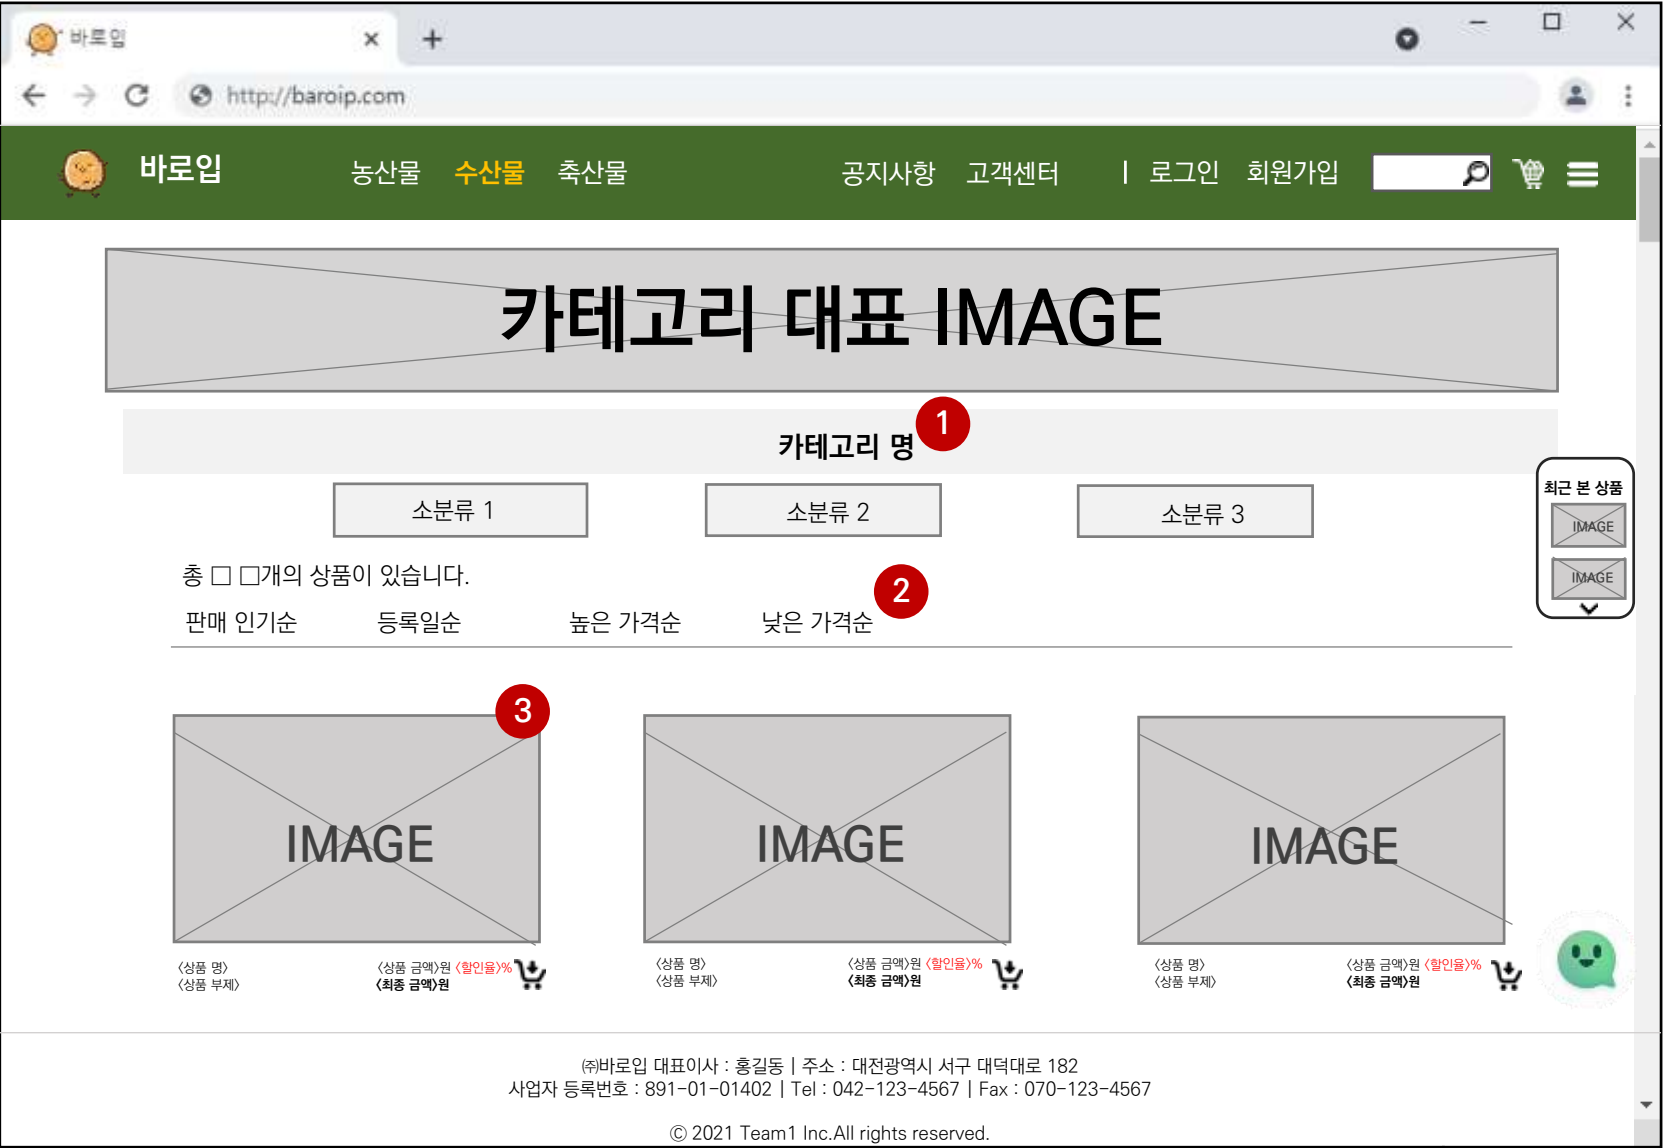 바로입
http://baroip.com
바로입 농산물 수산물 축산물 공지사항 고객센터 | 로그인 회원가입
카테고리 대표 IMAGE
1
카테고리 명
소분류 1 소분류 2 소분류 3
최근 본 상품
IMAGE
IMAGE
총 □ □개의 상품이 있습니다.
2
판매 인기순 등록일순 높은 가격순 낮은 가격순
3
IMAGE IMAGE IMAGE
〈상품 명〉 〈상품 금액〉원 〈할인율〉%
〈상품 부제〉 〈최종 금액〉원
〈상품 명〉 〈상품 금액〉원 〈할인율〉%
〈상품 부제〉 〈최종 금액〉원
〈상품 명〉 〈상품 금액〉원 〈할인율〉%
〈상품 부제〉 〈최종 금액〉원
㈜바로입 대표이사 : 홍길동 | 주소 : 대전광역시 서구 대덕대로 182
사업자 등록번호 : 891-01-01402 | Tel : 042-123-4567 | Fax : 070-123-4567
© 2021 Team1 Inc.All rights reserved.